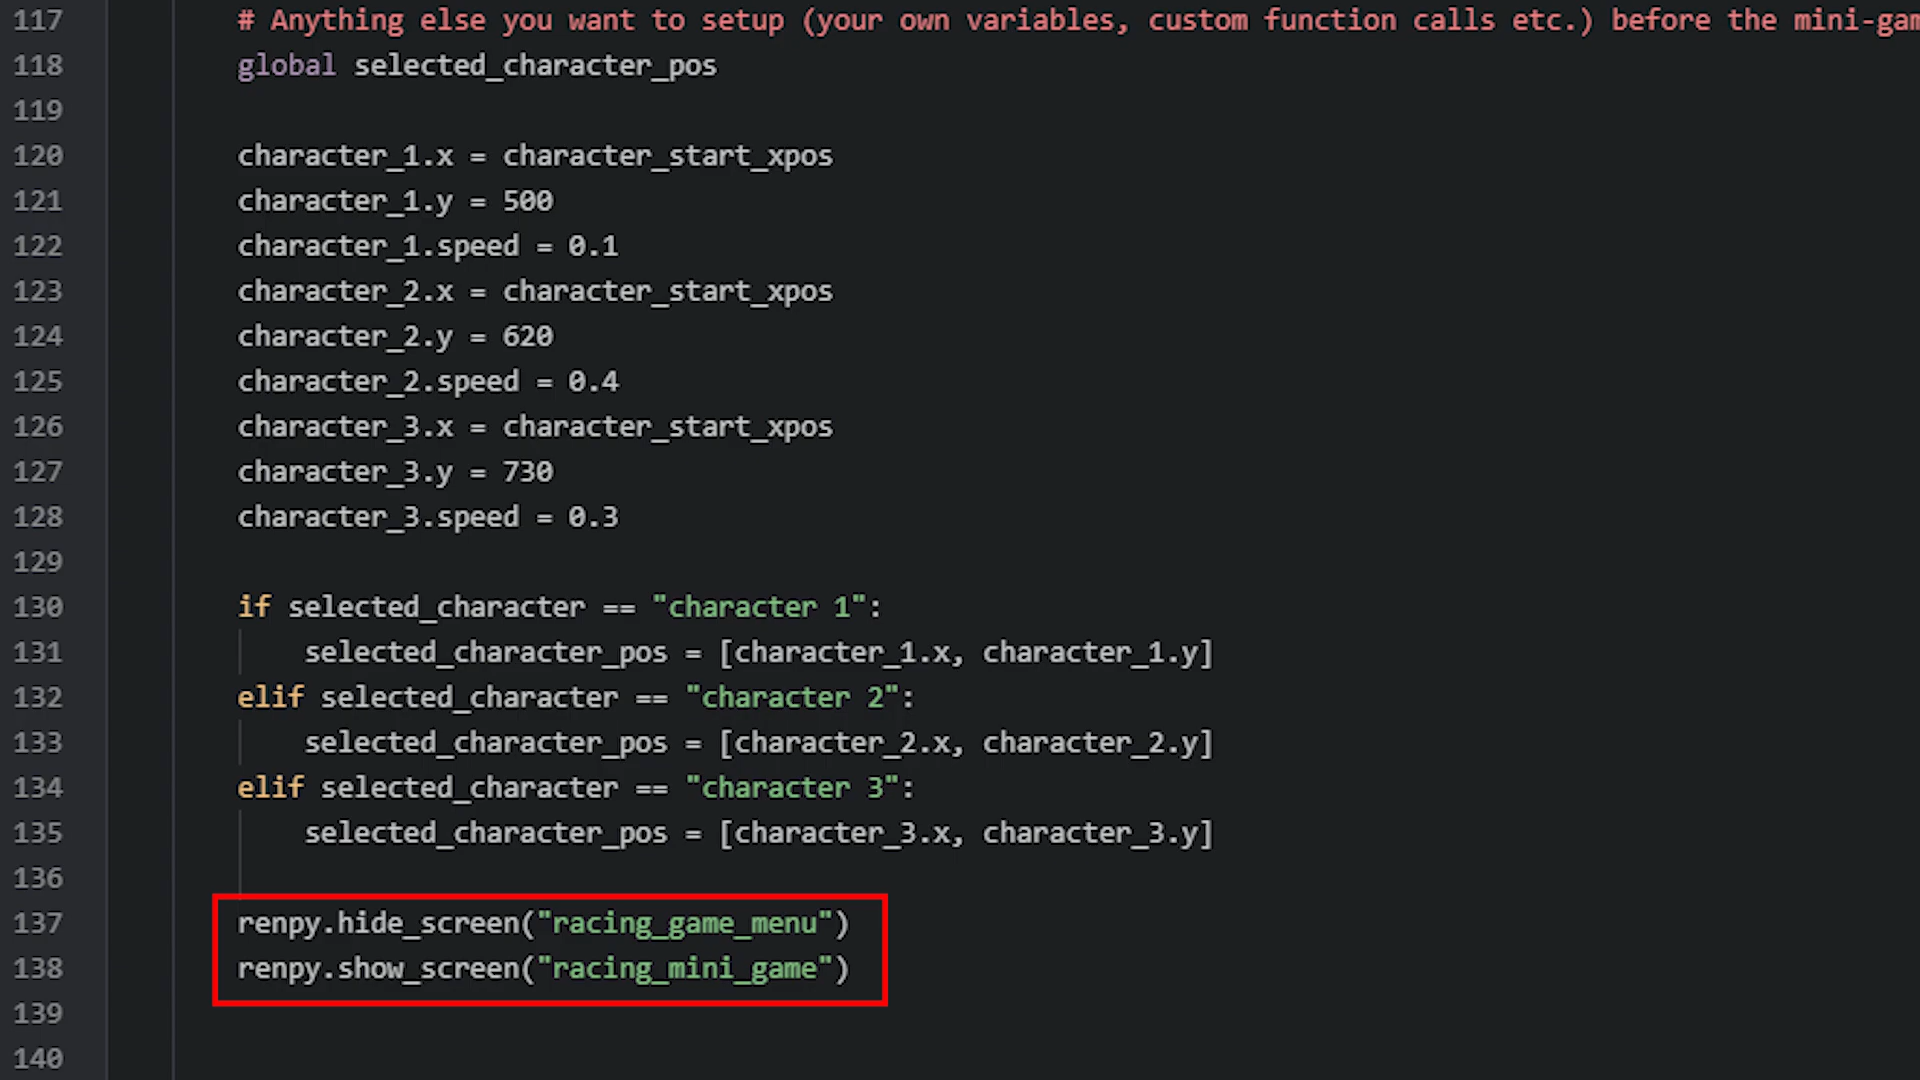 117 # Anything else you want to setup (your own variables, custom function calls etc.) before the mini-gam
118 global selected_character_pos
119
120 character_1.x = character_start_xpos
121 character_1.y = 500
122 character_1.speed = 0.1
123 character_2.x = character_start_xpos
124 character_2.y = 620
125 character_2.speed = 0.4
126 character_3.x = character_start_xpos
127 character_3.y = 730
128 character_3.speed = 0.3
129
130 if selected_character == "character 1":
131 selected_character_pos = [character_1.x, character_1.y]
132 elif selected_character == "character 2":
133 selected_character_pos = [character_2.x, character_2.y]
134 elif selected_character == "character 3":
135 selected_character_pos = [character_3.x, character_3.y]
136
137 renpy.hide_screen("racing_game_menu")
138 renpy.show_screen("racing_mini_game")
139
140